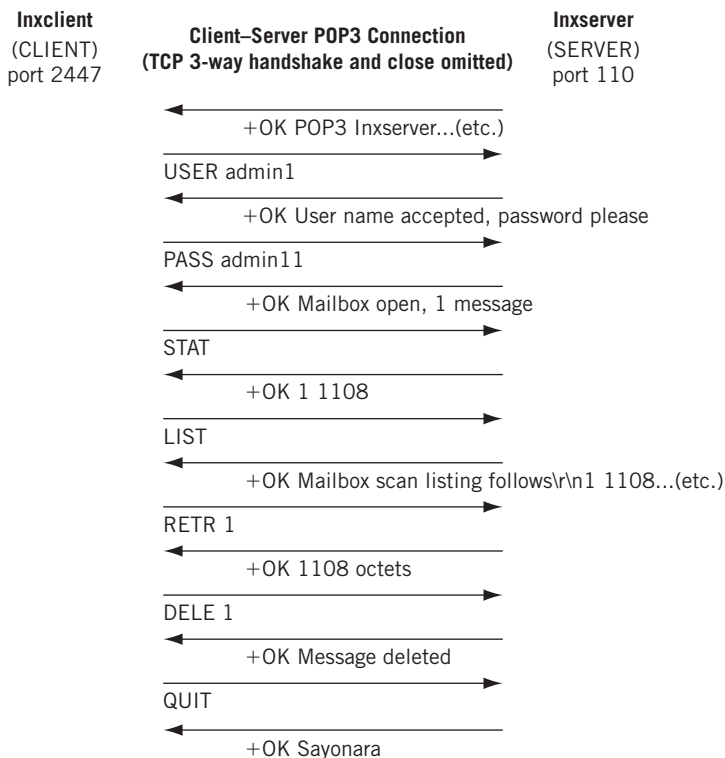 lnxclient
(CLIENT)
port 2447
Client–Server POP3 Connection
(TCP 3-way handshake and close omitted)
lnxserver
(SERVER)
port 110
+OK POP3 lnxserver...(etc.)
USER admin1
+OK User name accepted, password please
PASS admin11
+OK Mailbox open, 1 message
STAT
+OK 1 1108
LIST
+OK Mailbox scan listing follows\r\n1 1108...(etc.)
RETR 1
+OK 1108 octets
DELE 1
+OK Message deleted
QUIT
+OK Sayonara